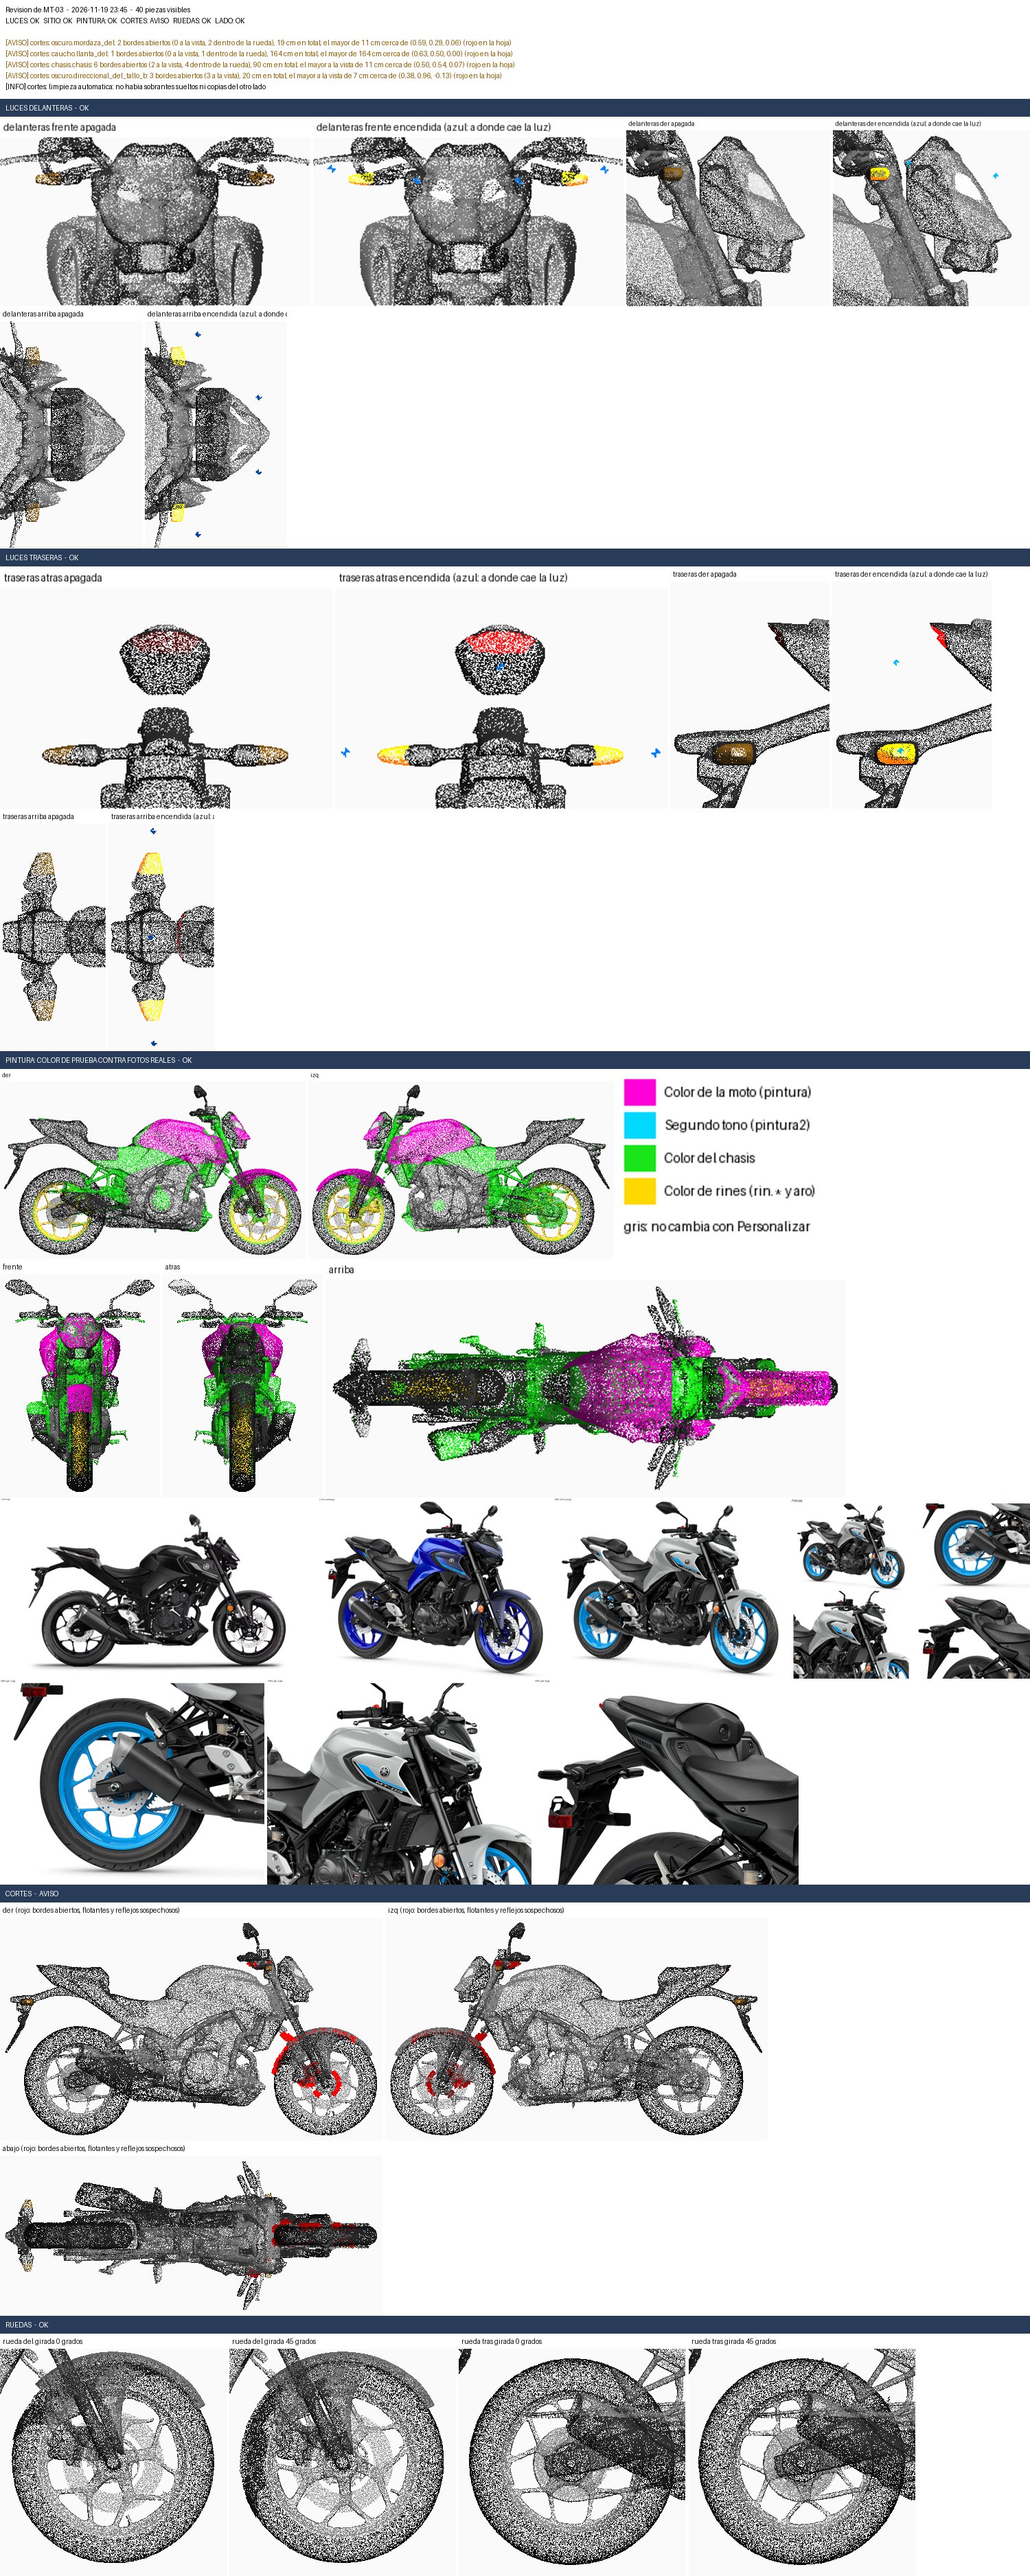 Revision de MT-03 - 2026-11-19 23:45 - 40 piezas visibles
LUCES: OK SITIO: OK PINTURA: OK CORTES: AVISO RUEDAS: OK LADO: OK
[AVISO] cortes: oscuro.mordaza_del: 2 bordes abiertos (0 a la vista, 2 dentro de la rueda), 19 cm en total; el mayor de 11 cm cerca de (0.59, 0.29, 0.06) (rojo en la hoja)
[AVISO] cortes: caucho.llanta_del: 1 bordes abiertos (0 a la vista, 1 dentro de la rueda), 164 cm en total; el mayor de 164 cm cerca de (0.63, 0.50, 0.00) (rojo en la hoja)
[AVISO] cortes: chasis.chasis: 6 bordes abiertos (2 a la vista, 4 dentro de la rueda), 90 cm en total; el mayor a la vista de 11 cm cerca de (0.50, 0.54, 0.07) (rojo en la hoja)
[AVISO] cortes: oscuro.direccional_del_tallo_b: 3 bordes abiertos (3 a la vista), 20 cm en total; el mayor a la vista de 7 cm cerca de (0.38, 0.96, -0.13) (rojo en la hoja)
[INFO] cortes: limpieza automatica: no habia sobrantes sueltos ni copias del otro lado
LUCES DELANTERAS - OK
delanteras frente apagada
delanteras frente encendida (azul: a donde cae la luz)
delanteras der apagada
delanteras der encendida (azul: a donde cae la luz)
delanteras arriba apagada
delanteras arriba encendida (azul: a donde c
LUCES TRASERAS - OK
traseras atras apagada
traseras atras encendida (azul: a donde cae la luz)
traseras der apagada
traseras der encendida (azul: a donde cae la luz)
traseras arriba apagada
traseras arriba encendida (azul: a
PINTURA: COLOR DE PRUEBA CONTRA FOTOS REALES - OK
der
izq
Color de la moto (pintura)
Segundo tono (pintura2)
Color del chasis
Color de rines (rin.* y aro)
gris: no cambia con Personalizar
frente
atras
arriba
CORTES - AVISO
der (rojo: bordes abiertos, flotantes y reflejos sospechosos)
izq (rojo: bordes abiertos, flotantes y reflejos sospechosos)
abajo (rojo: bordes abiertos, flotantes y reflejos sospechosos)
RUEDAS - OK
rueda del girada 0 grados
rueda del girada 45 grados
rueda tras girada 0 grados
rueda tras girada 45 grados